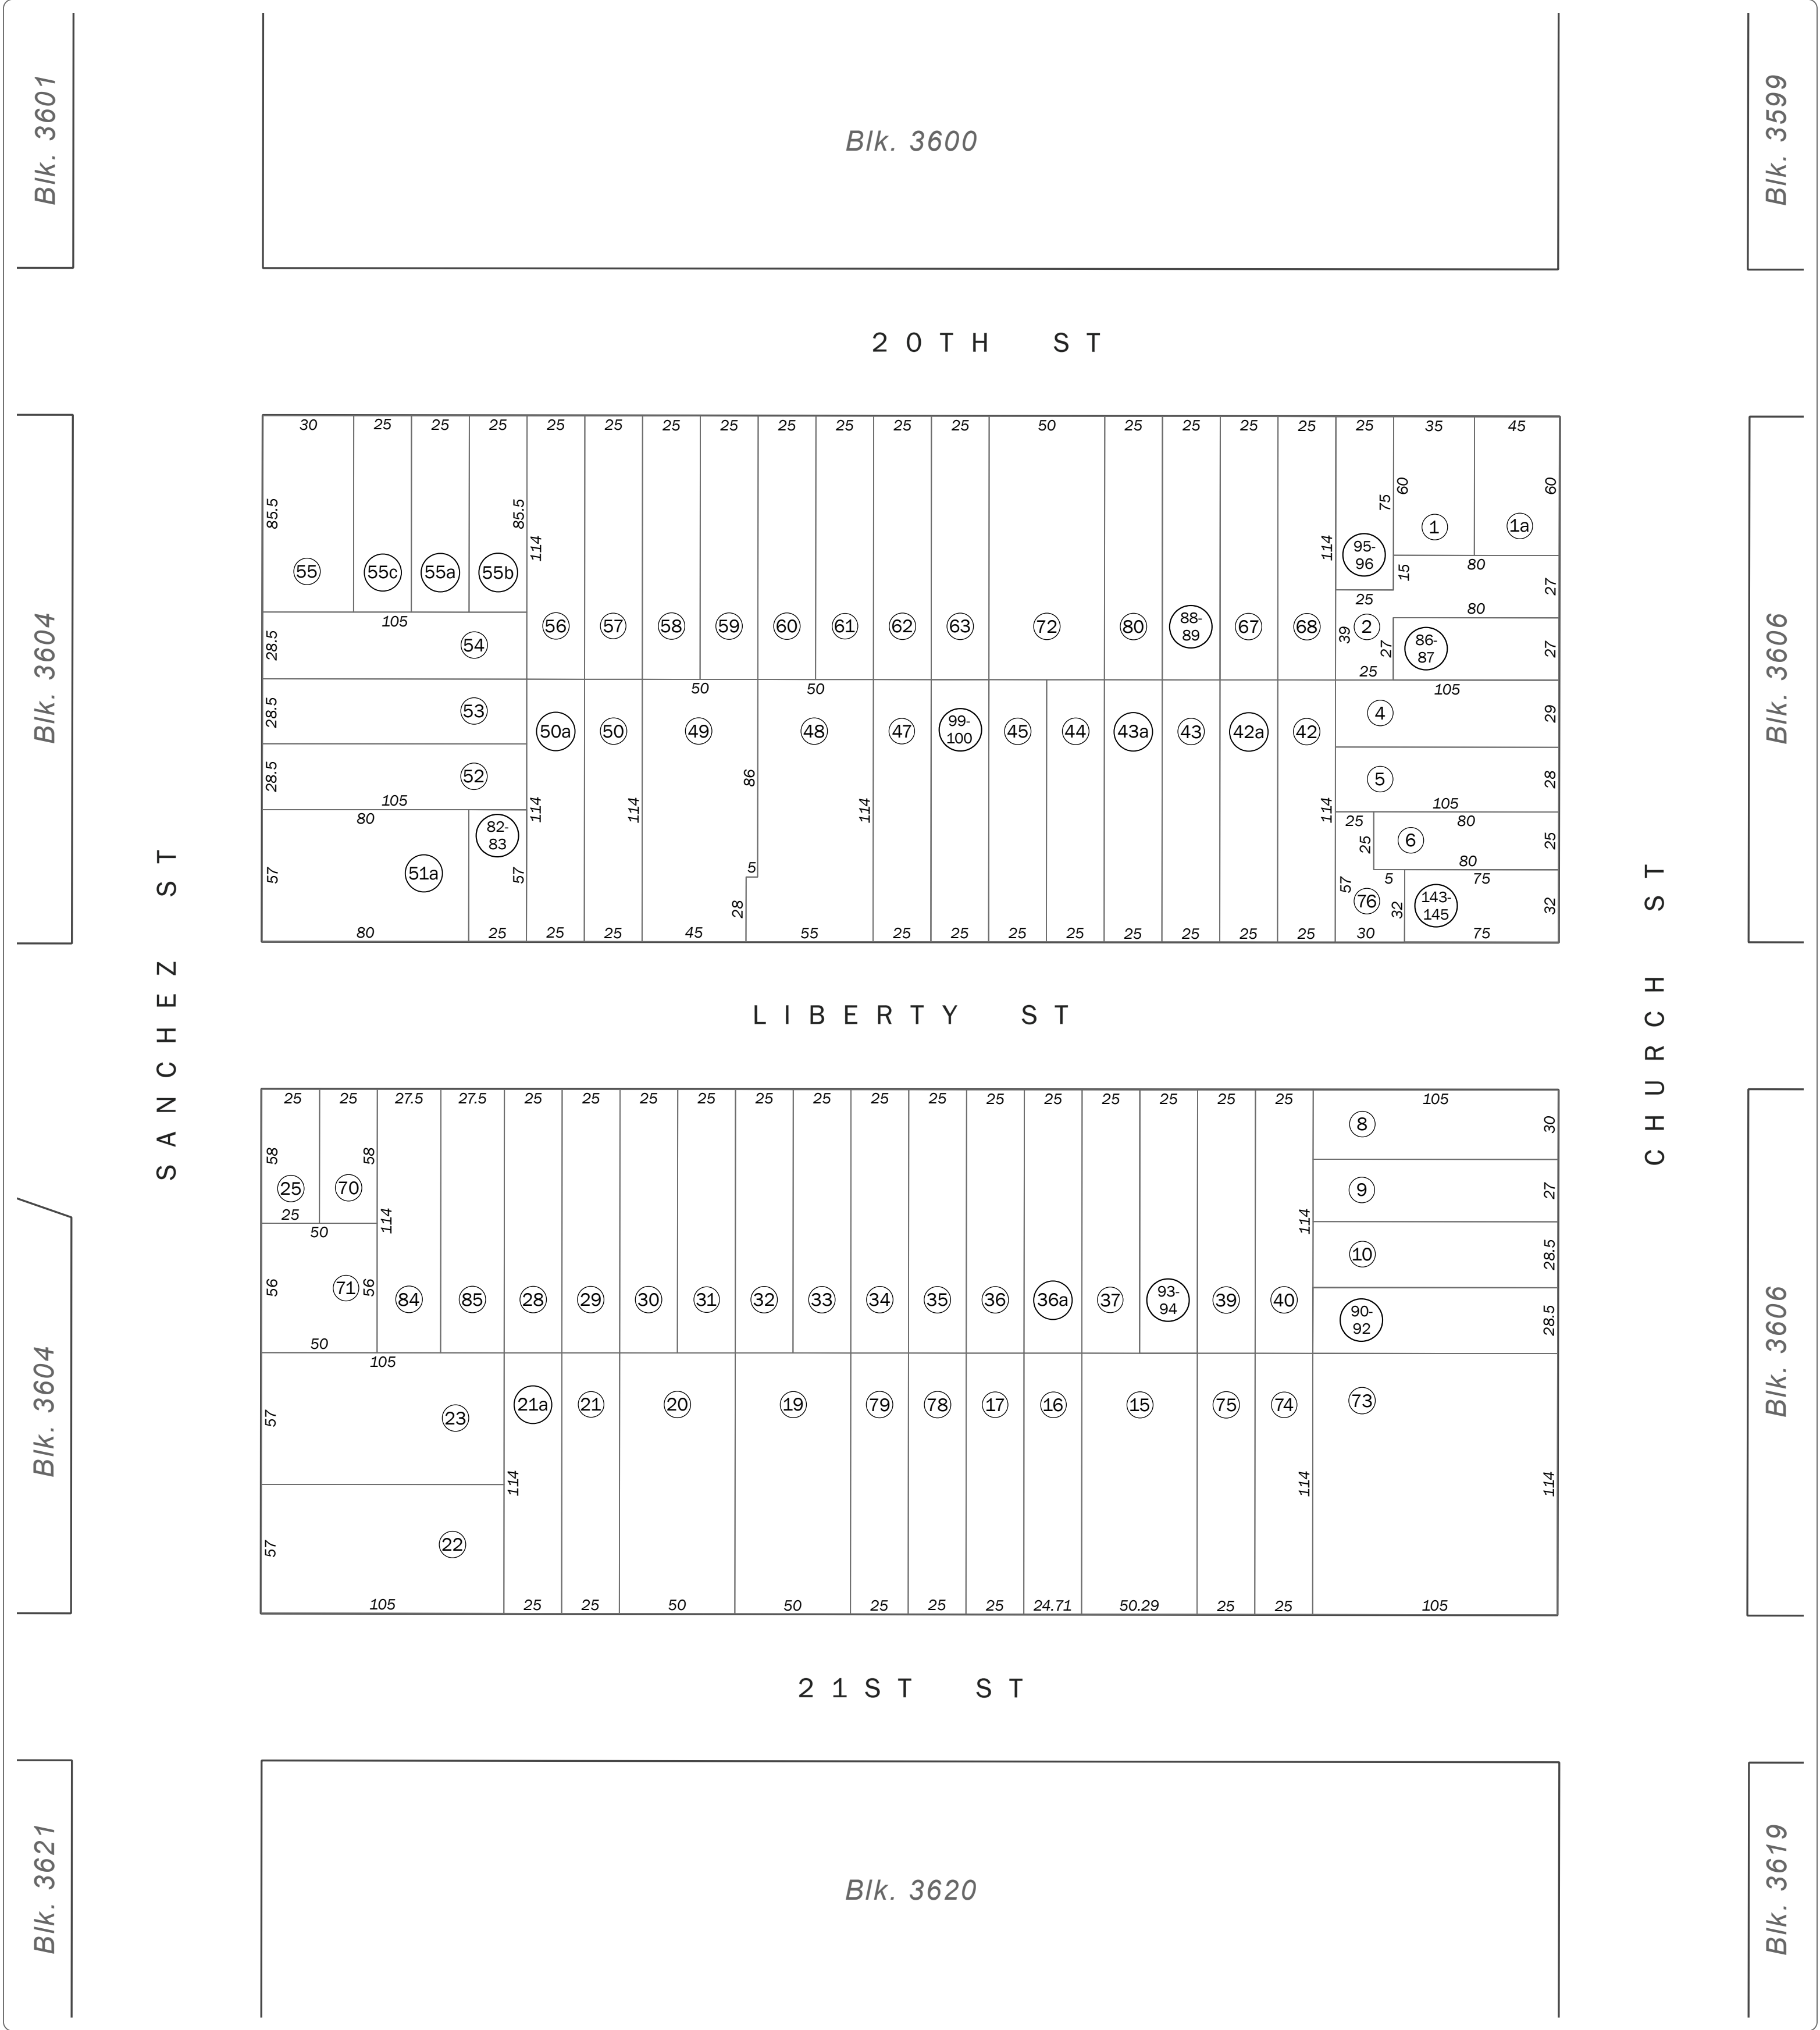 Blk. 3601
Blk. 3600
Blk. 3599
20TH ST
30 25 25 25 25 25 25 25 25 25 25 25 50 25 25 25 25 25 35 45
85.5 85.5 114 114 75 60 60
55 55c 55a 55b 56 57 58 59 60 61 62 63 72 80 88-89 67 68 95-96 1 1a
15 80 27
25 80
39 2 27 86-87 27
25
105
28.5 54
Blk. 3604
Blk. 3606
50 50 105
28.5 53 50a 50 49 48 47 99-100 45 44 43a 43 42a 42 4 29
28.5 52 86 5 28
105 114 114 114 114 105
80 82-83 25 80
25 6 25
80
57 51a 57 5 57 5 75
28 76 32 143-145 32
80 25 25 25 45 55 25 25 25 25 25 25 25 25 30 75
SANCHEZ ST
LIBERTY ST
CHURCH ST
25 25 27.5 27.5 25 25 25 25 25 25 25 25 25 25 25 25 25 25 105
58 58 8 30
25 70 9 27
25 114 114
50 10 28.5
56 71 56 84 85 28 29 30 31 32 33 34 35 36 36a 37 93-94 39 40 90-92 28.5
50
105
Blk. 3604
Blk. 3606
57 23 21a 21 20 19 79 78 17 16 15 75 74 73
114 114 114
57 22
105 25 25 50 50 25 25 25 24.71 50.29 25 25 105
21ST ST
Blk. 3621
Blk. 3620
Blk. 3619